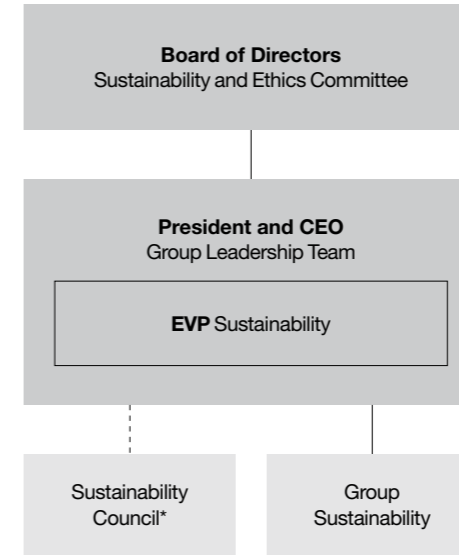 Board of Directors
Sustainability and Ethics Committee
President and CEO
Group Leadership Team
EVP Sustainability
Sustainability
Council*
Group
Sustainability